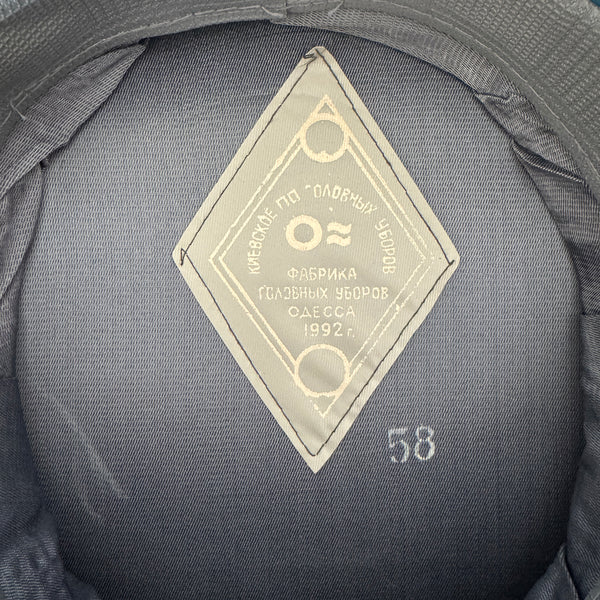 КИЕВСКОЕ ПО ГОЛОВНЫХ УБОРОВ
ФАБРИКА
ГОЛОВНЫХ УБОРОВ
ОДЕССА
1992 г.
58